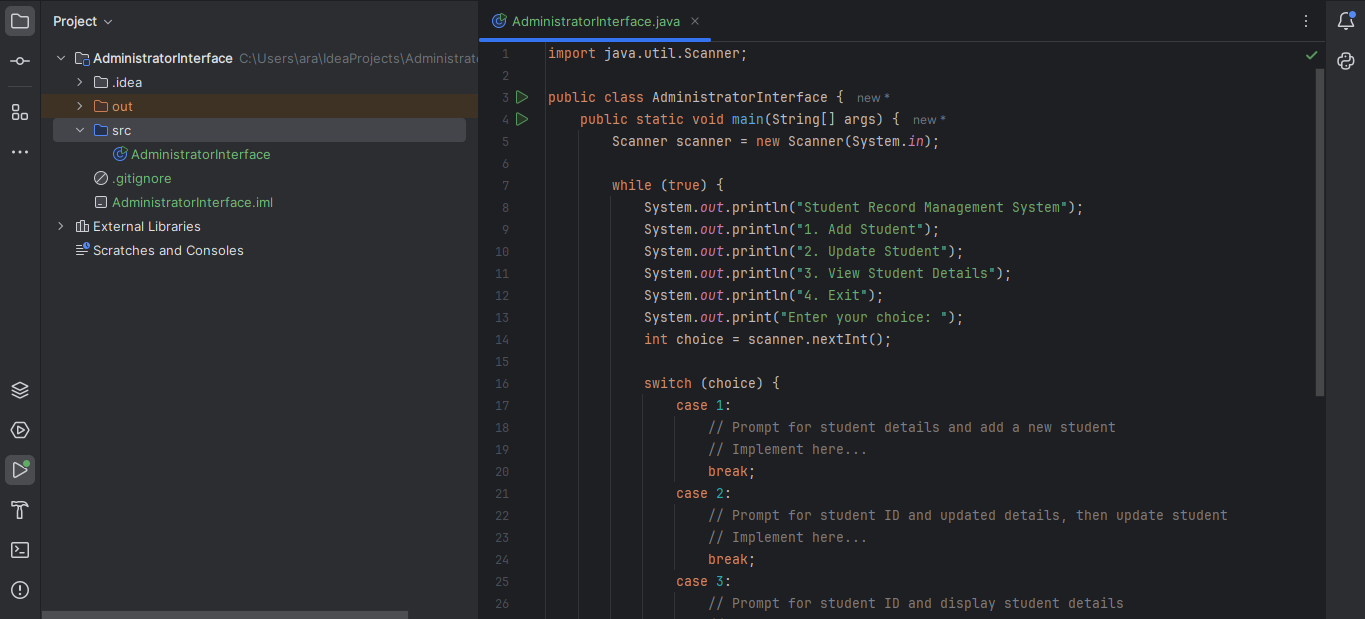 Project
AdministratorInterface C:\Users\ara\IdeaProjects\Administrat
.idea
out
src
AdministratorInterface
.gitignore
AdministratorInterface.iml
External Libraries
Scratches and Consoles
AdministratorInterface.java
1 import java.util.Scanner;
2
3 public class AdministratorInterface { new *
4 public static void main(String[] args) { new *
5 Scanner scanner = new Scanner(System.in);
6
7 while (true) {
8 System.out.println("Student Record Management System");
9 System.out.println("1. Add Student");
10 System.out.println("2. Update Student");
11 System.out.println("3. View Student Details");
12 System.out.println("4. Exit");
13 System.out.print("Enter your choice: ");
14 int choice = scanner.nextInt();
15
16 switch (choice) {
17 case 1:
18 // Prompt for student details and add a new student
19 // Implement here...
20 break;
21 case 2:
22 // Prompt for student ID and updated details, then update student
23 // Implement here...
24 break;
25 case 3:
26 // Prompt for student ID and display student details